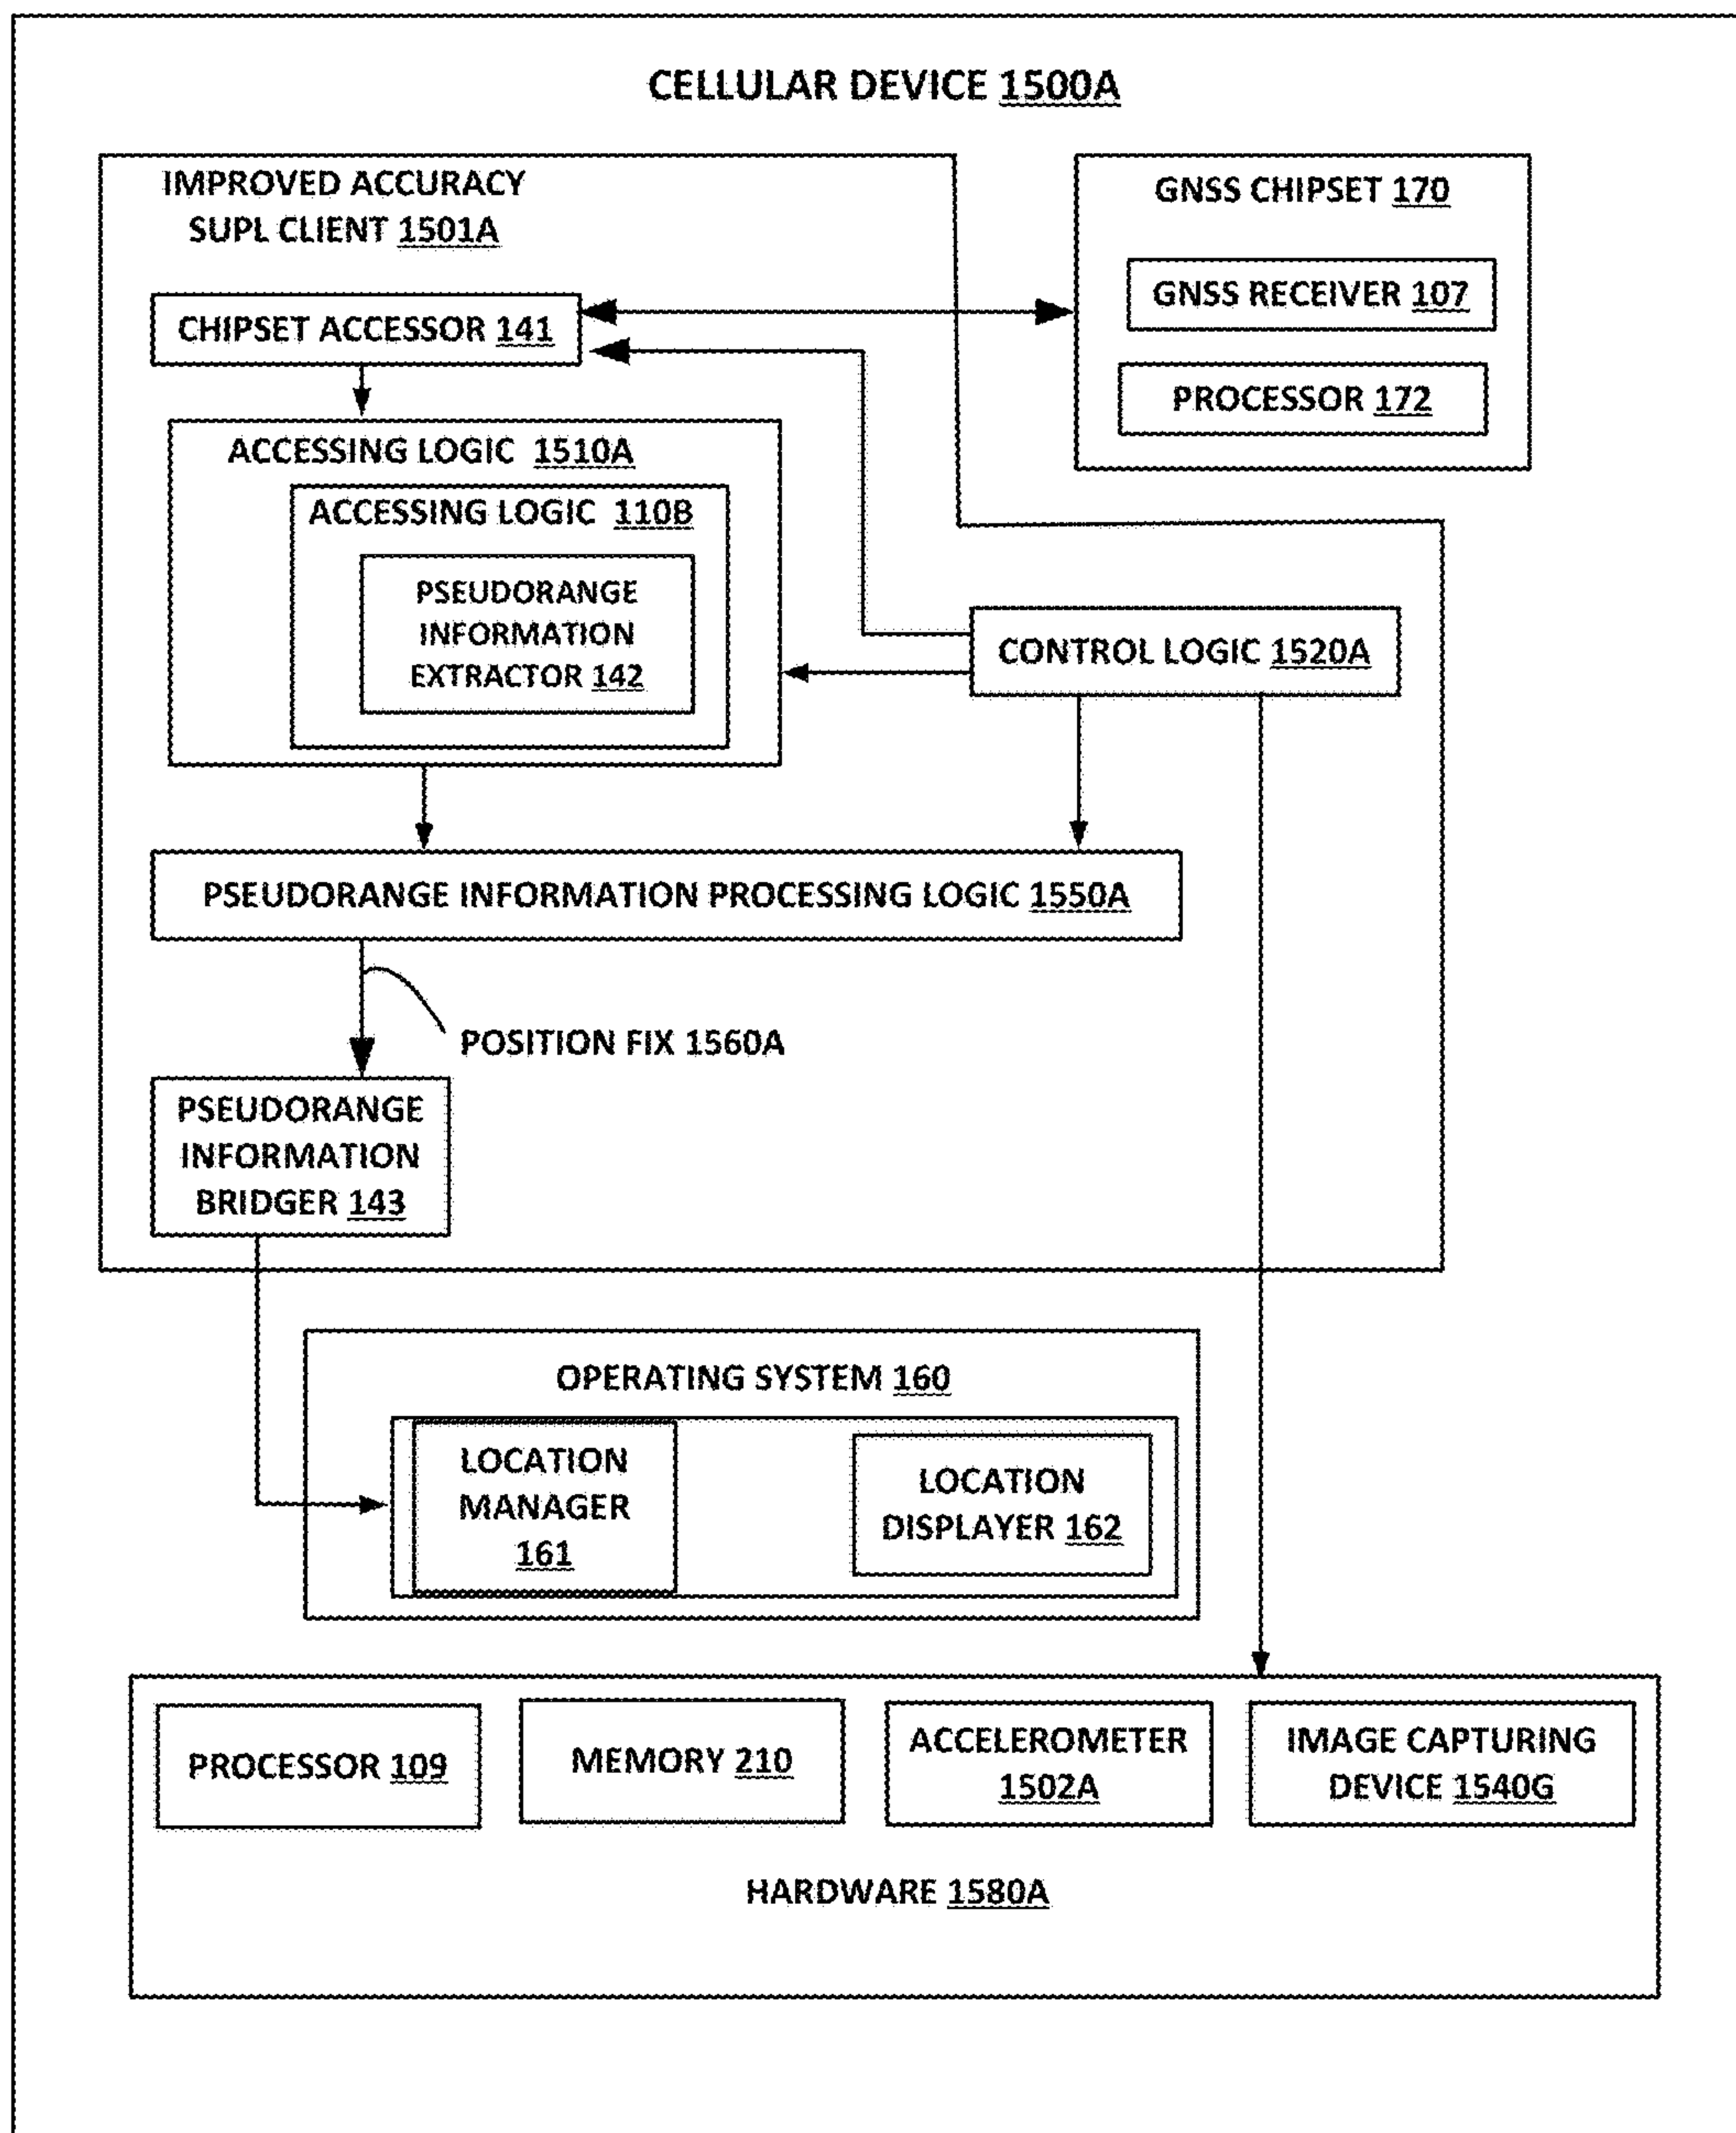 CELLULAR DEVICE 1500A
IMPROVED ACCURACY
SUPL CLIENT 1501A
GNSS CHIPSET 170
GNSS RECEIVER 107
PROCESSOR 172
CHIPSET ACCESSOR 141
ACCESSING LOGIC 1510A
ACCESSING LOGIC 110B
PSEUDORANGE
INFORMATION
EXTRACTOR 142
CONTROL LOGIC 1520A
PSEUDORANGE INFORMATION PROCESSING LOGIC 1550A
POSITION FIX 1560A
PSEUDORANGE
INFORMATION
BRIDGER 143
OPERATING SYSTEM 160
LOCATION
MANAGER
161
LOCATION
DISPLAYER 162
PROCESSOR 109
MEMORY 210
ACCELEROMETER
1502A
IMAGE CAPTURING
DEVICE 1540G
HARDWARE 1580A